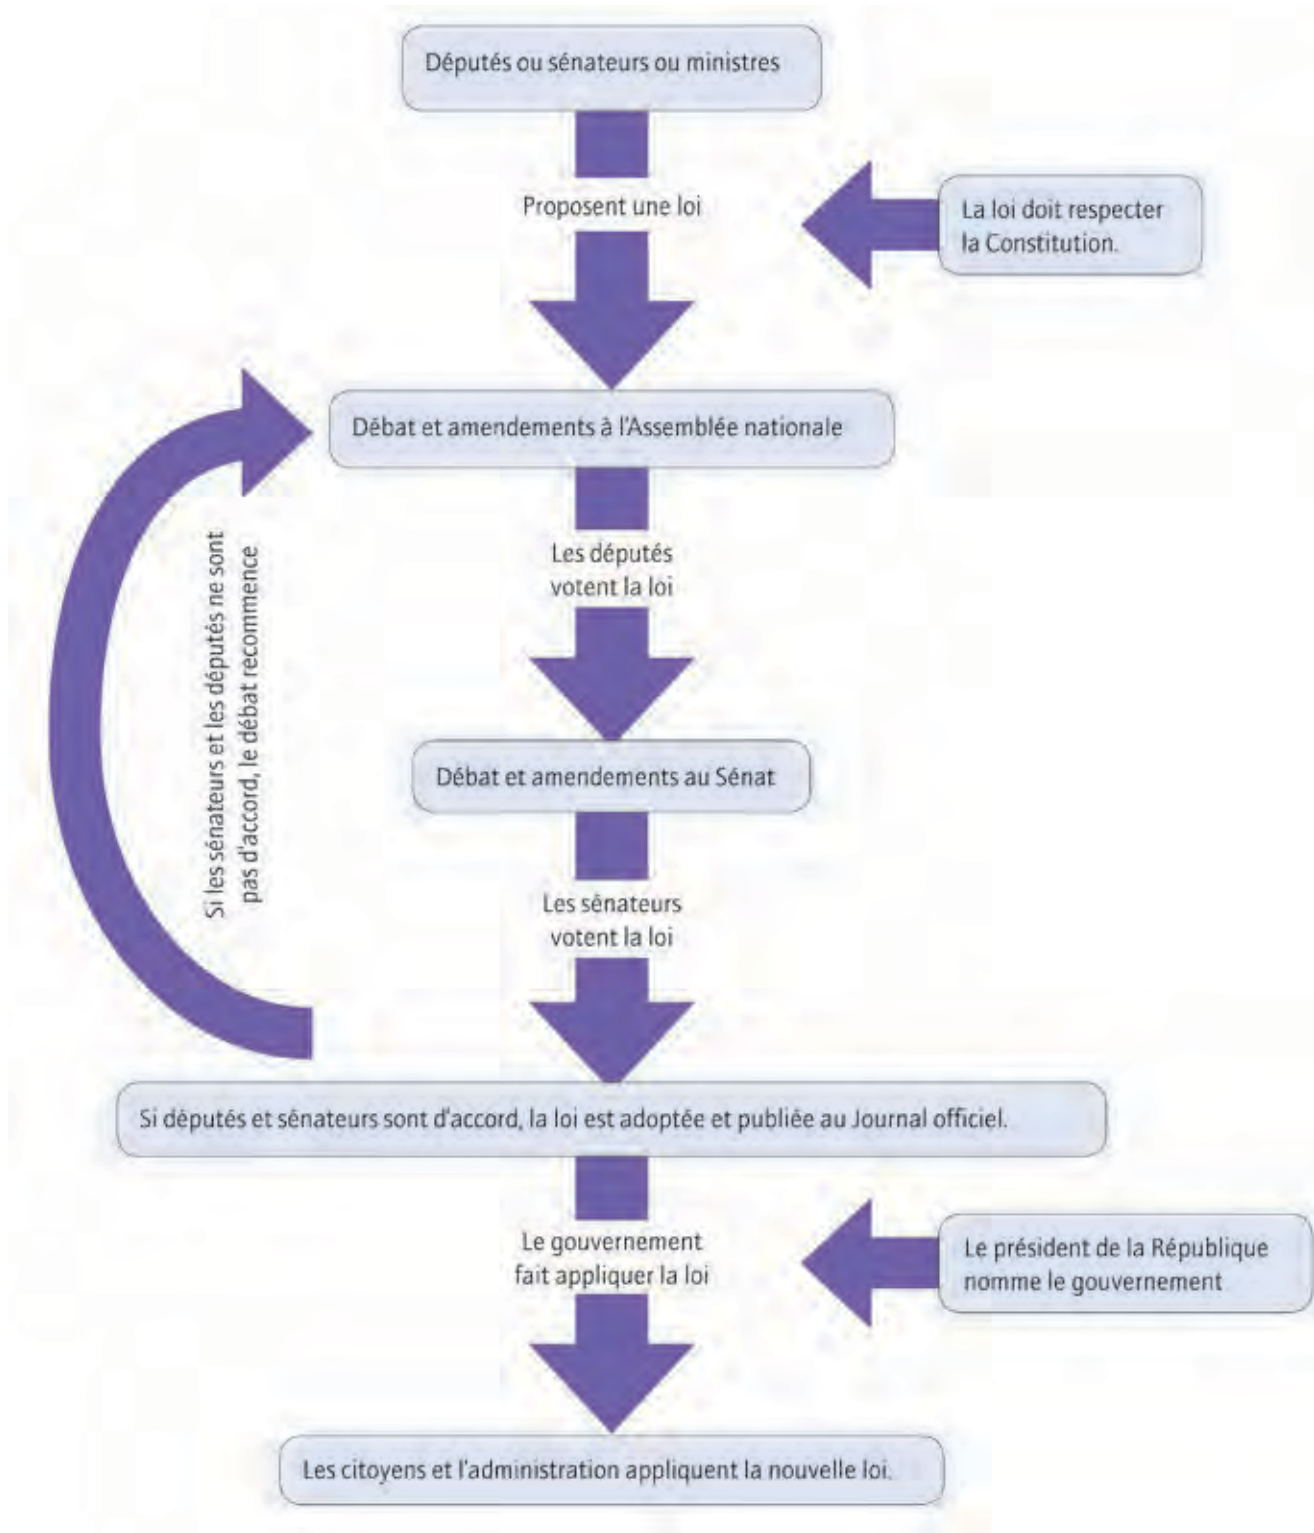 Députés ou sénateurs ou ministres
Proposent une loi
La loi doit respecter
la Constitution.
Débat et amendements à l'Assemblée nationale
Les députés
votent la loi
Si les sénateurs et les députés ne sont
pas d'accord, le débat recommence
Débat et amendements au Sénat
Les sénateurs
votent la loi
Si députés et sénateurs sont d'accord, la loi est adoptée et publiée au Journal officiel.
Le gouvernement
fait appliquer la loi
Le président de la République
nomme le gouvernement
Les citoyens et l'administration appliquent la nouvelle loi.